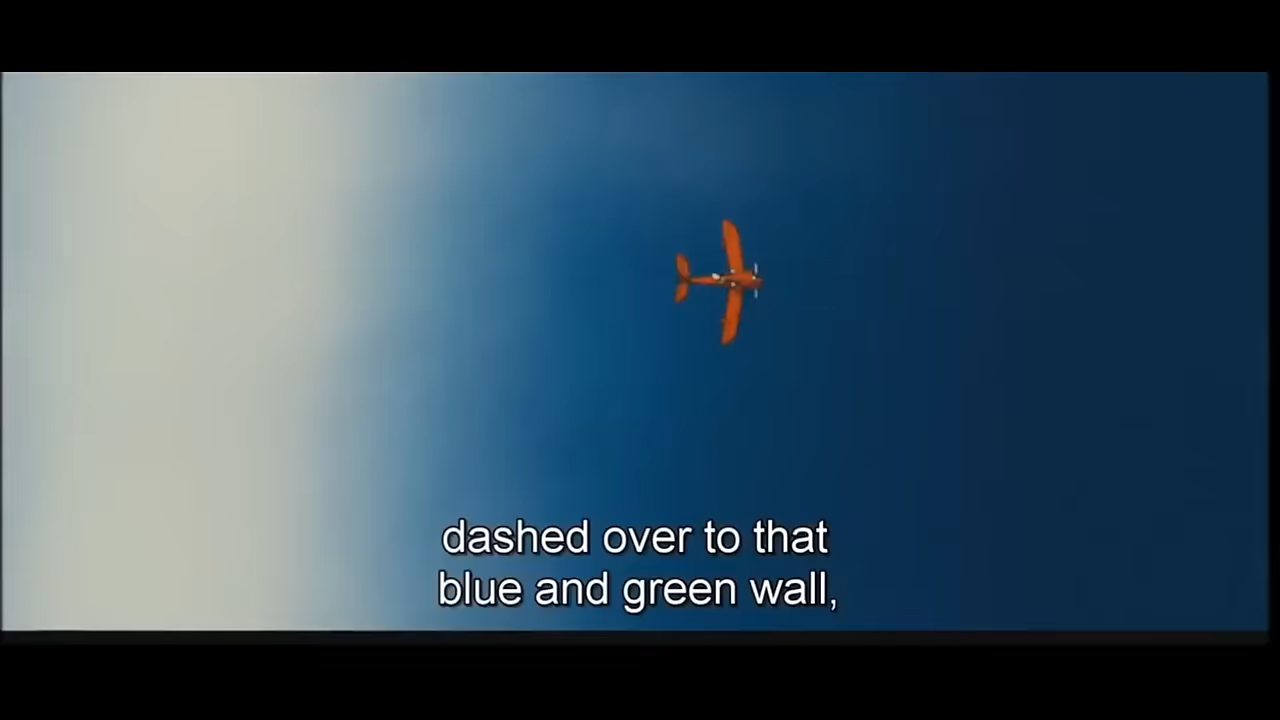 dashed over to that
blue and green wall,